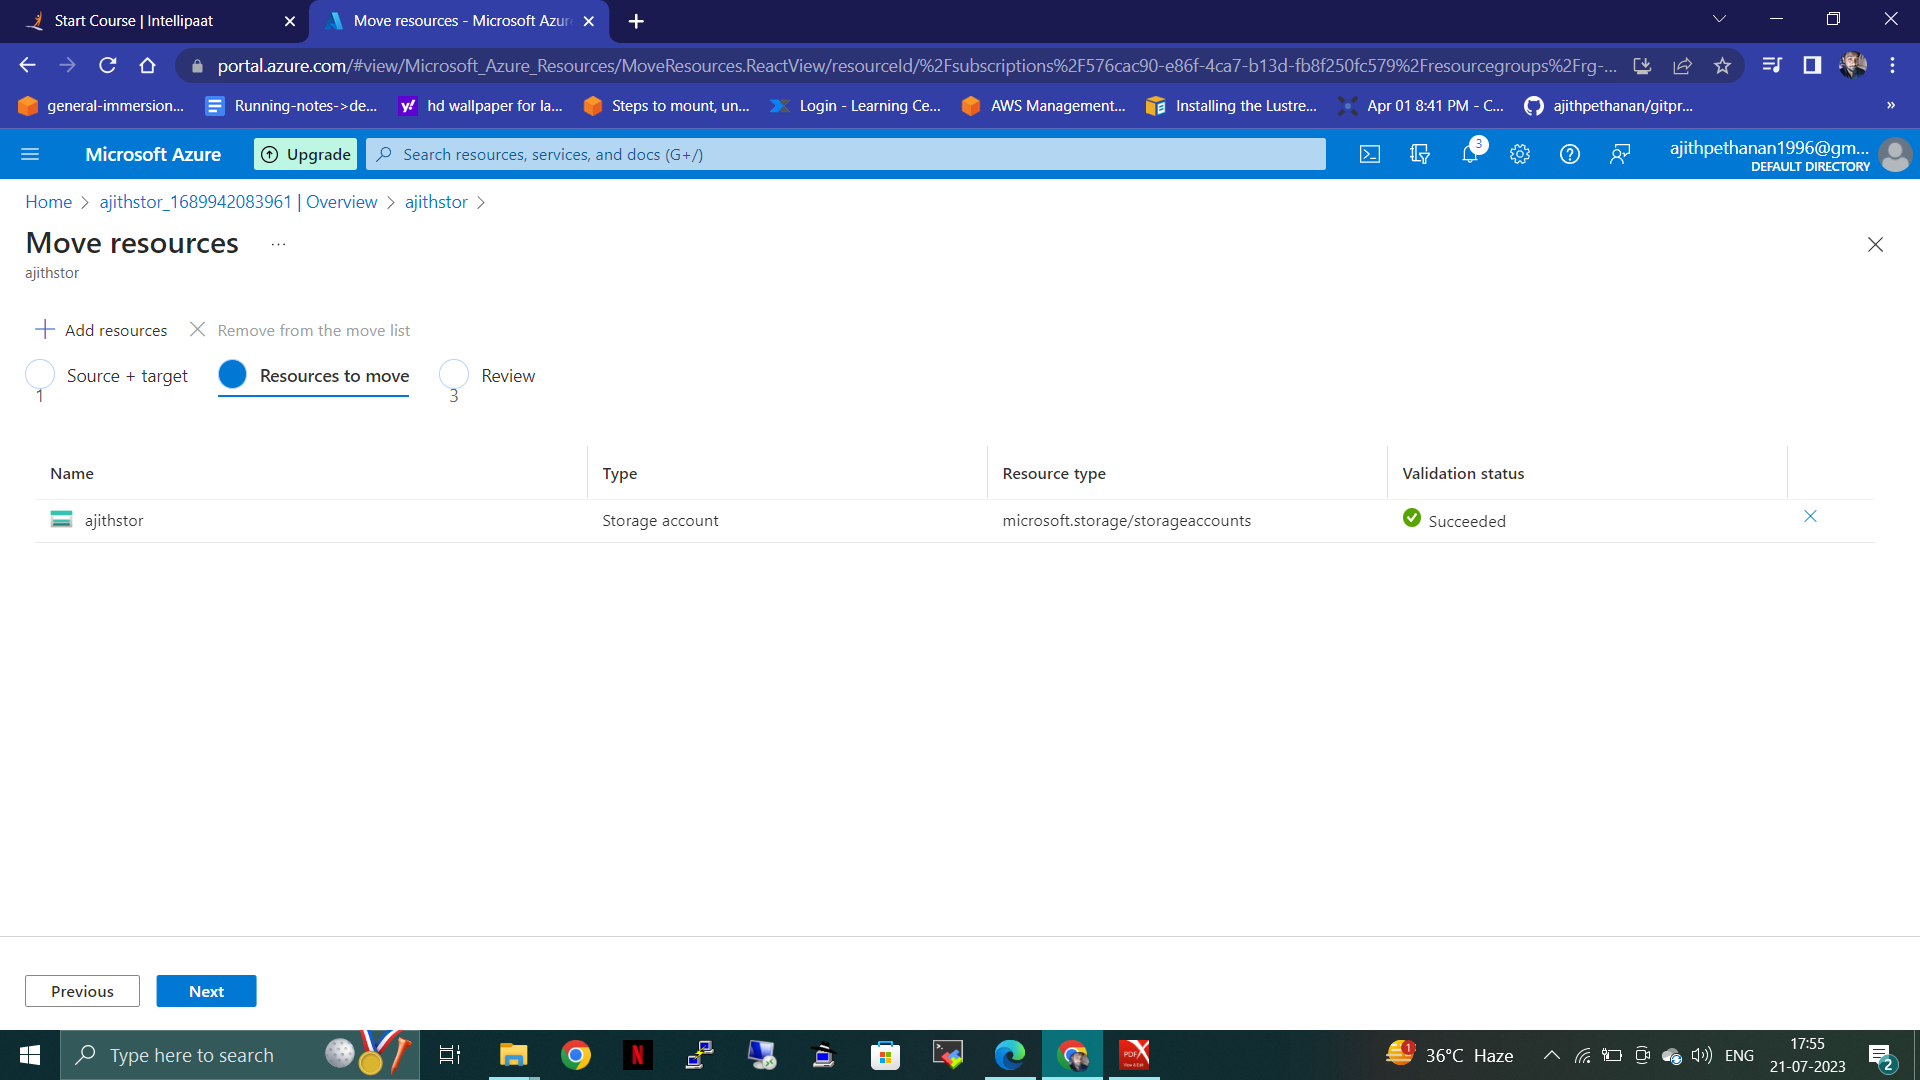 Start Course | Intellipaat
Move resources - Microsoft Azur
portal.azure.com/#view/Microsoft_Azure_Resources/MoveResources.ReactView/resourceId/%2Fsubscriptions%2F576cac90-e86f-4ca7-b13d-fb8f250fc579%2Fresourcegroups%2Frg-...
general-immersion...
Running-notes->de...
hd wallpaper for la...
Steps to mount, un...
Login - Learning Ce...
AWS Management...
Installing the Lustre...
Apr 01 8:41 PM - C...
ajithpethanan/gitpr...
»
Microsoft Azure
Upgrade
Search resources, services, and docs (G+/)
3
ajithpethanan1996@gm...
DEFAULT DIRECTORY
Home > ajithstor_1689942083961 | Overview > ajithstor >
Move resources ...
ajithstor
Add resources
Remove from the move list
Source + target
1
Resources to move
Review
3
Name Type Resource type Validation status
ajithstor Storage account microsoft.storage/storageaccounts Succeeded
Previous
Next
Type here to search
N
PDF
1
36°C Haze
ENG
17:55
21-07-2023
2